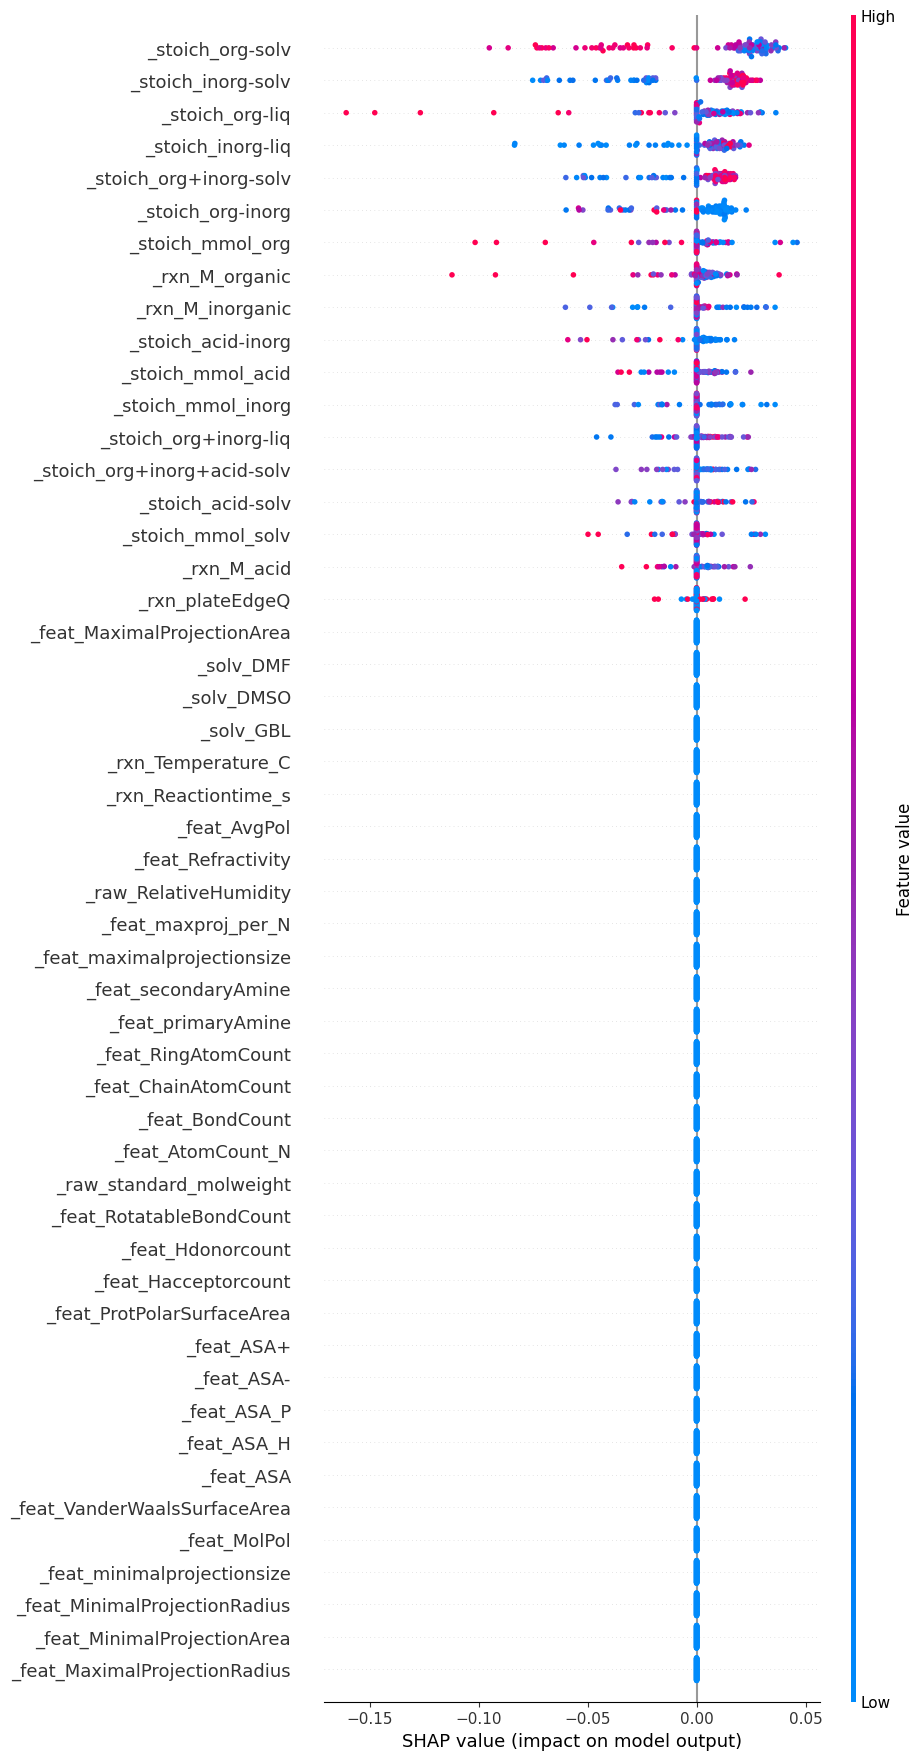 High
_stoich_org-solv
_stoich_inorg-solv
_stoich_org-liq
_stoich_inorg-liq
_stoich_org+inorg-solv
_stoich_org-inorg
_stoich_mmol_org
_rxn_M_organic
_rxn_M_inorganic
_stoich_acid-inorg
_stoich_mmol_acid
_stoich_mmol_inorg
_stoich_org+inorg-liq
_stoich_org+inorg+acid-solv
_stoich_acid-solv
_stoich_mmol_solv
_rxn_M_acid
_rxn_plateEdgeQ
_feat_MaximalProjectionArea
_solv_DMF
_solv_DMSO
_solv_GBL
_rxn_Temperature_C
_rxn_Reactiontime_s
_feat_AvgPol
_feat_Refractivity
_raw_RelativeHumidity
_feat_maxproj_per_N
_feat_maximalprojectionsize
_feat_secondaryAmine
_feat_primaryAmine
_feat_RingAtomCount
_feat_ChainAtomCount
_feat_BondCount
_feat_AtomCount_N
_raw_standard_molweight
_feat_RotatableBondCount
_feat_Hdonorcount
_feat_Hacceptorcount
_feat_ProtPolarSurfaceArea
_feat_ASA+
_feat_ASA-
_feat_ASA_P
_feat_ASA_H
_feat_ASA
_feat_VanderWaalsSurfaceArea
_feat_MolPol
_feat_minimalprojectionsize
_feat_MinimalProjectionRadius
_feat_MinimalProjectionArea
_feat_MaximalProjectionRadius
Feature value
Low
−0.15 −0.10 −0.05 0.00 0.05
SHAP value (impact on model output)